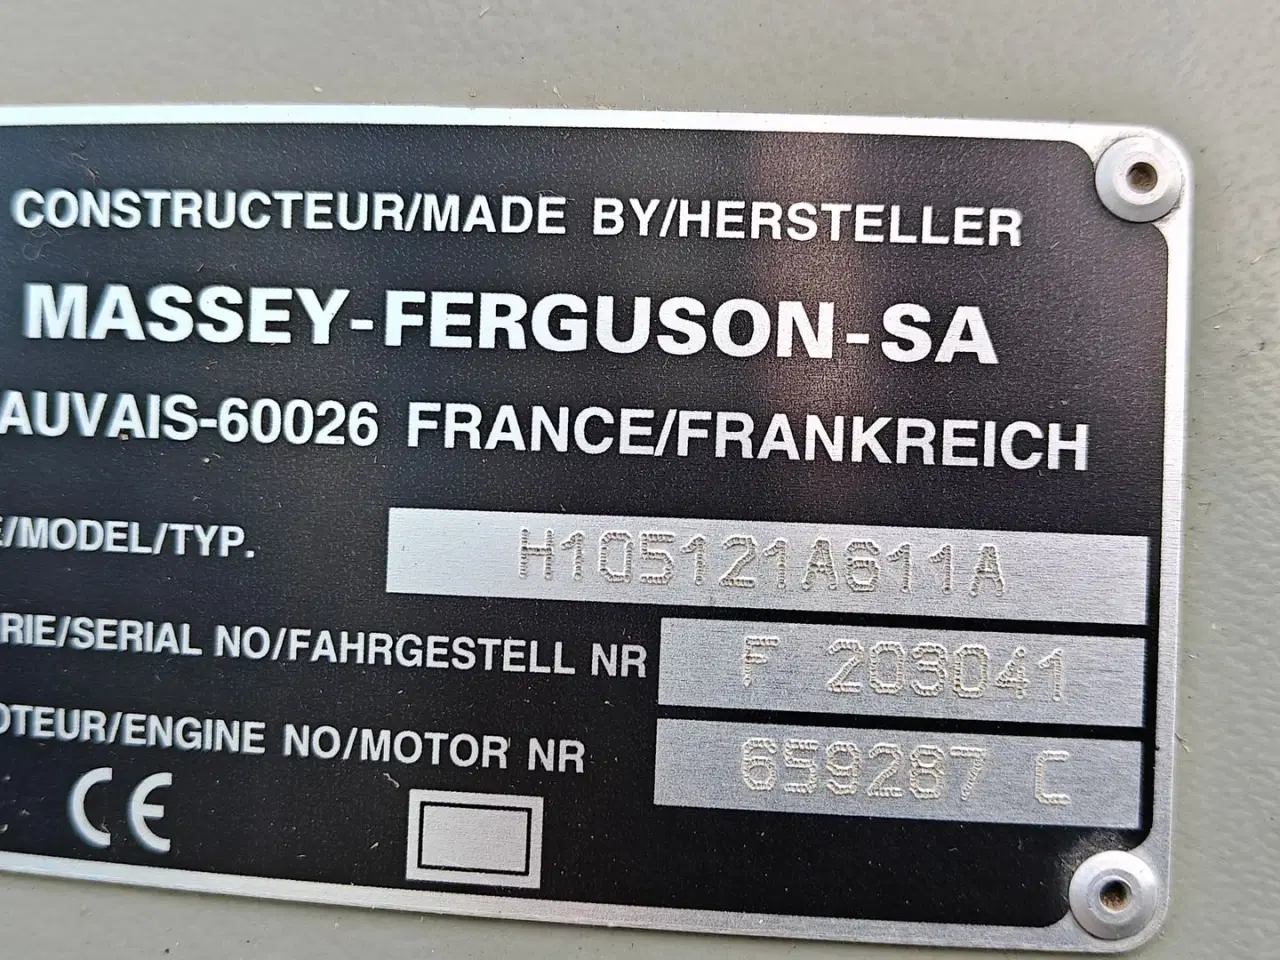 CONSTRUCTEUR/MADE BY/HERSTELLER
MASSEY-FERGUSON-SA
AUVAIS-60026 FRANCE/FRANKREICH
E/MODEL/TYP. H105121A611A
RIE/SERIAL NO/FAHRGESTELL NR F 203041
OTEUR/ENGINE NO/MOTOR NR 659287 C
CE